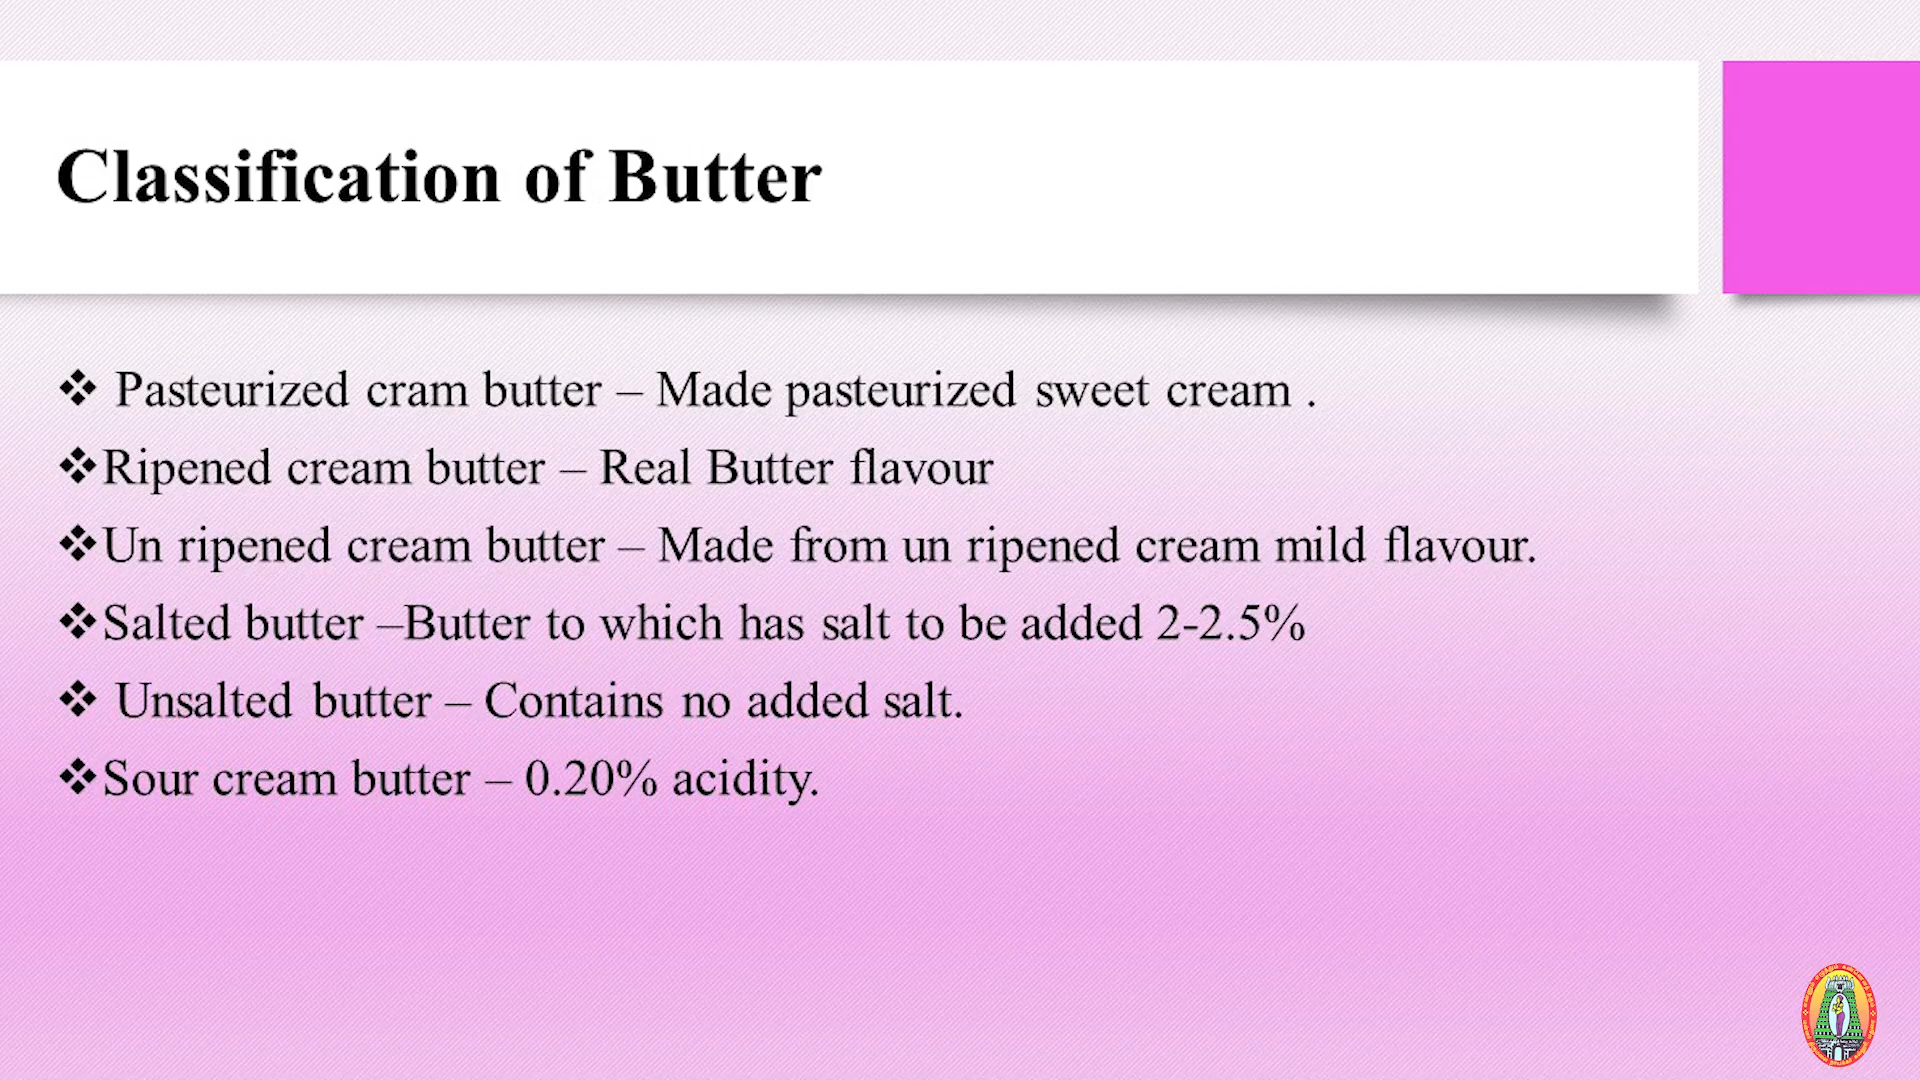 Classification of Butter
❖ Pasteurized cram butter – Made pasteurized sweet cream .
❖Ripened cream butter – Real Butter flavour
❖Un ripened cream butter – Made from un ripened cream mild flavour.
❖Salted butter –Butter to which has salt to be added 2-2.5%
❖ Unsalted butter – Contains no added salt.
❖Sour cream butter – 0.20% acidity.